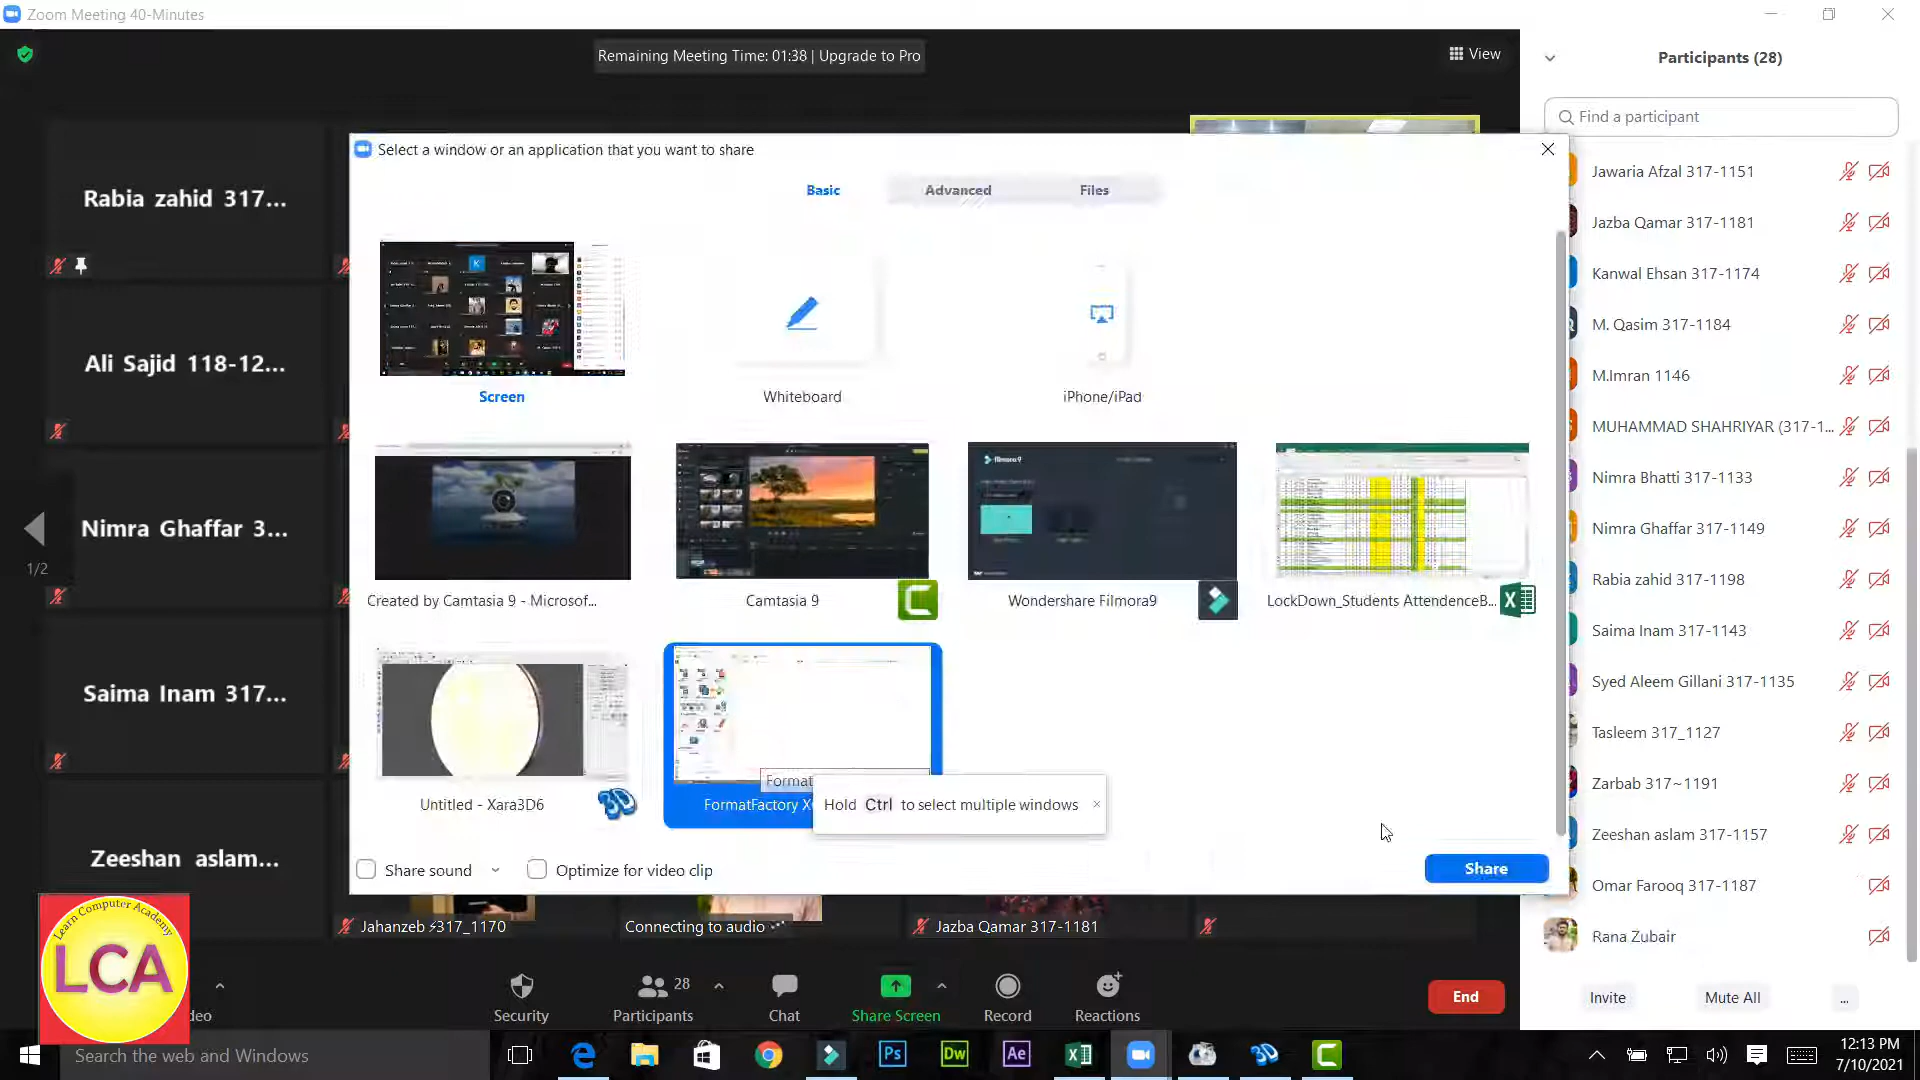 Zoom Meeting 40-Minutes
Remaining Meeting Time: 01:38 | Upgrade to Pro
View
Participants (28)
Find a participant
Select a window or an application that you want to share
Basic
Advanced
Files
Screen
Whiteboard
iPhone/iPad
Created by Camtasia 9 - Microsof...
Camtasia 9
Wondershare Filmora9
LockDown_Students AttendenceB...
Untitled - Xara3D6
Format
FormatFactory X
Hold Ctrl to select multiple windows
Share sound
Optimize for video clip
Share
Rabia zahid 317...
Ali Sajid 118-12...
Nimra Ghaffar 3...
1/2
Saima Inam 317...
Zeeshan aslam...
Jahanzeb ⚡317_1170
Connecting to audio
Jazba Qamar 317-1181
Jawaria Afzal 317-1151
Jazba Qamar 317-1181
Kanwal Ehsan 317-1174
M. Qasim 317-1184
M.Imran 1146
MUHAMMAD SHAHRIYAR (317-1...
Nimra Bhatti 317-1133
Nimra Ghaffar 317-1149
Rabia zahid 317-1198
Saima Inam 317-1143
Syed Aleem Gillani 317-1135
Tasleem 317_1127
Zarbab 317~1191
Zeeshan aslam 317-1157
Omar Farooq 317-1187
Rana Zubair
Invite
Mute All
...
Learn Computer Academy
LCA
deo
Security
28
Participants
Chat
Share Screen
Record
Reactions
End
Search the web and Windows
Ps
Dw
Ae
12:13 PM
7/10/2021